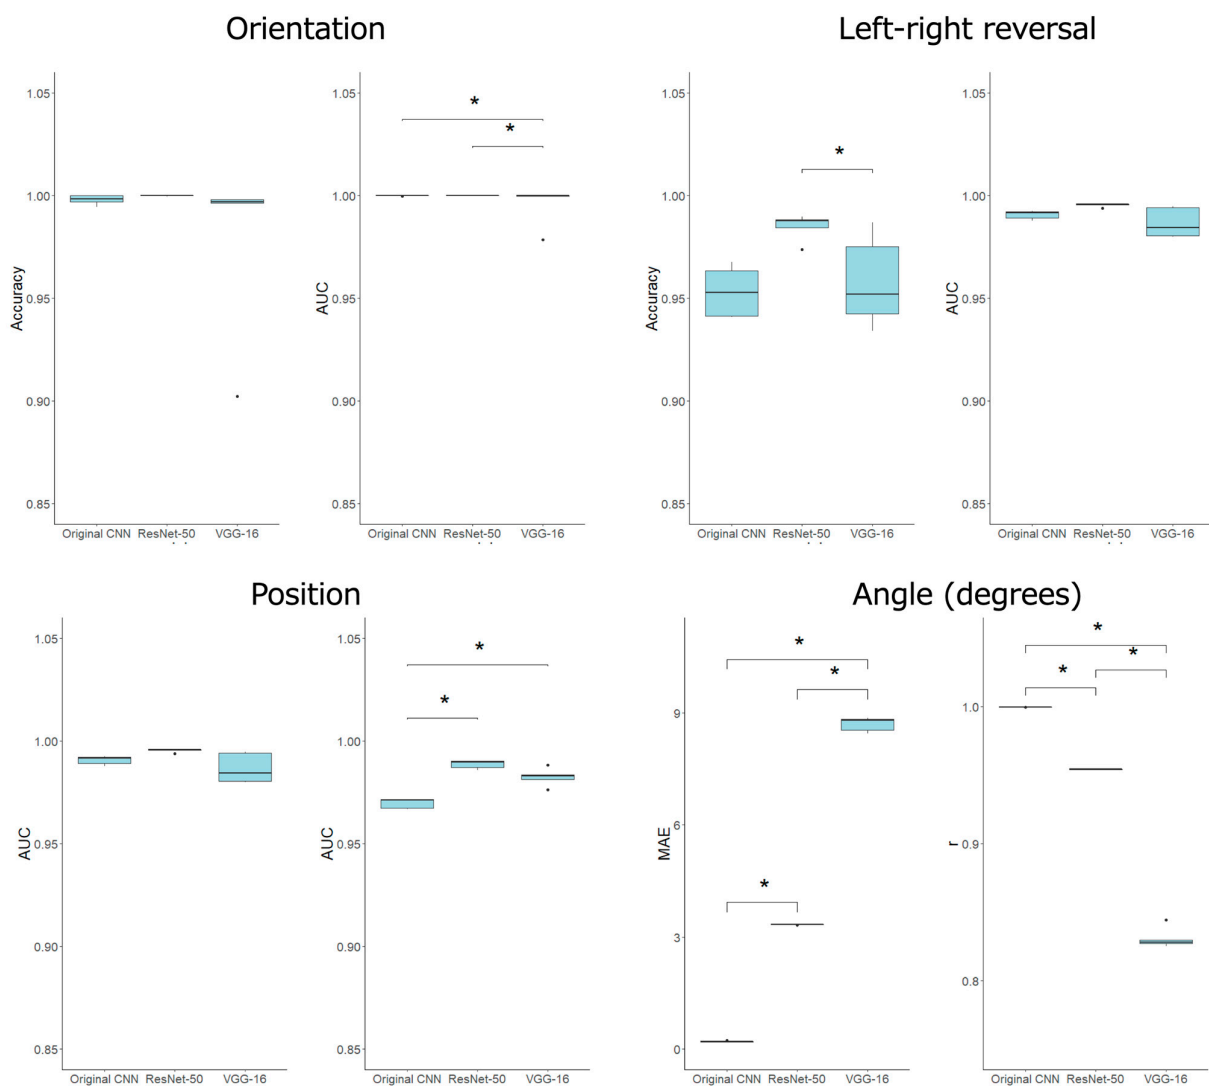 Orientation
Left-right reversal
1.05
1.00
0.95
0.90
0.85
Accuracy
Original CNN ResNet-50 VGG-16
1.05
1.00
0.95
0.90
0.85
AUC
* *
Original CNN ResNet-50 VGG-16
1.05
1.00
0.95
0.90
0.85
Accuracy
*
Original CNN ResNet-50 VGG-16
1.05
1.00
0.95
0.90
0.85
AUC
Original CNN ResNet-50 VGG-16
Position
Angle (degrees)
1.05
1.00
0.95
0.90
0.85
AUC
Original CNN ResNet-50 VGG-16
1.05
1.00
0.95
0.90
0.85
AUC
*
*
Original CNN ResNet-50 VGG-16
9
6
3
0
MAE
*
*
*
Original CNN ResNet-50 VGG-16
1.0
0.9
0.8
r
*
*
*
Original CNN ResNet-50 VGG-16